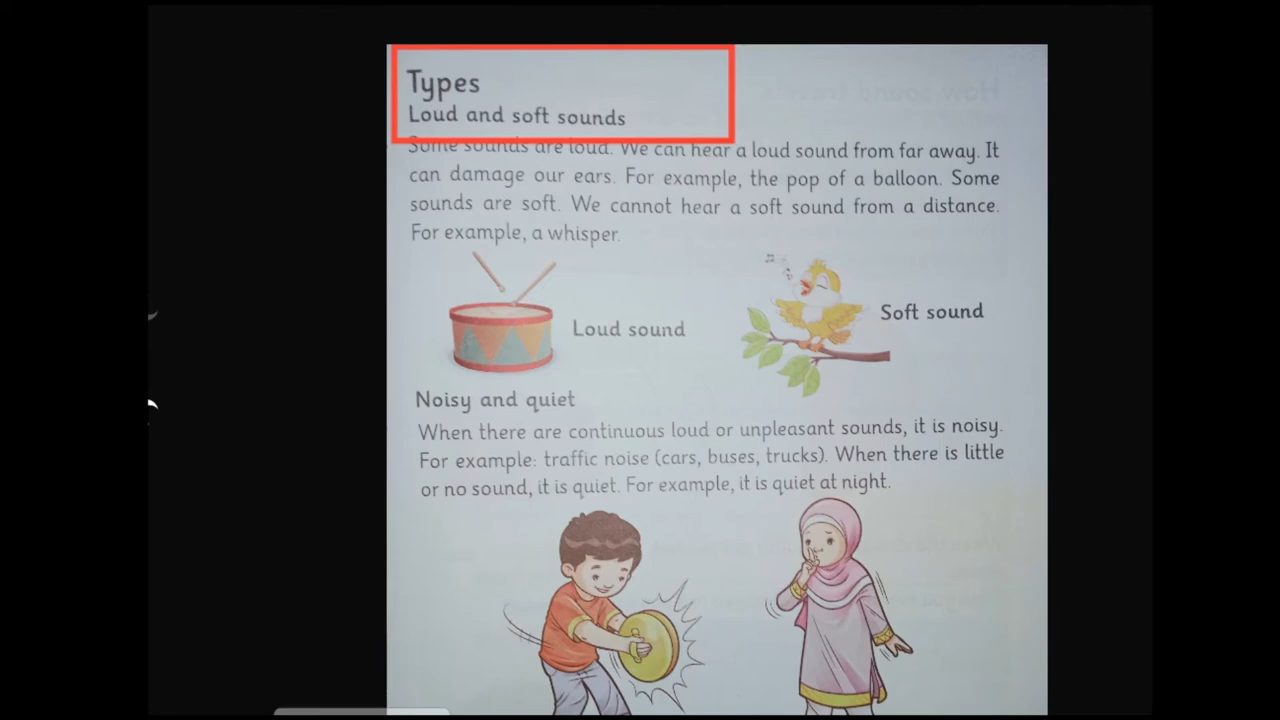 Types
Loud and soft sounds
Some sounds are loud. We can hear a loud sound from far away. It
can damage our ears. For example, the pop of a balloon. Some
sounds are soft. We cannot hear a soft sound from a distance.
For example, a whisper.
Loud sound
Soft sound
Noisy and quiet
When there are continuous loud or unpleasant sounds, it is noisy.
For example: traffic noise (cars, buses, trucks). When there is little
or no sound, it is quiet. For example, it is quiet at night.